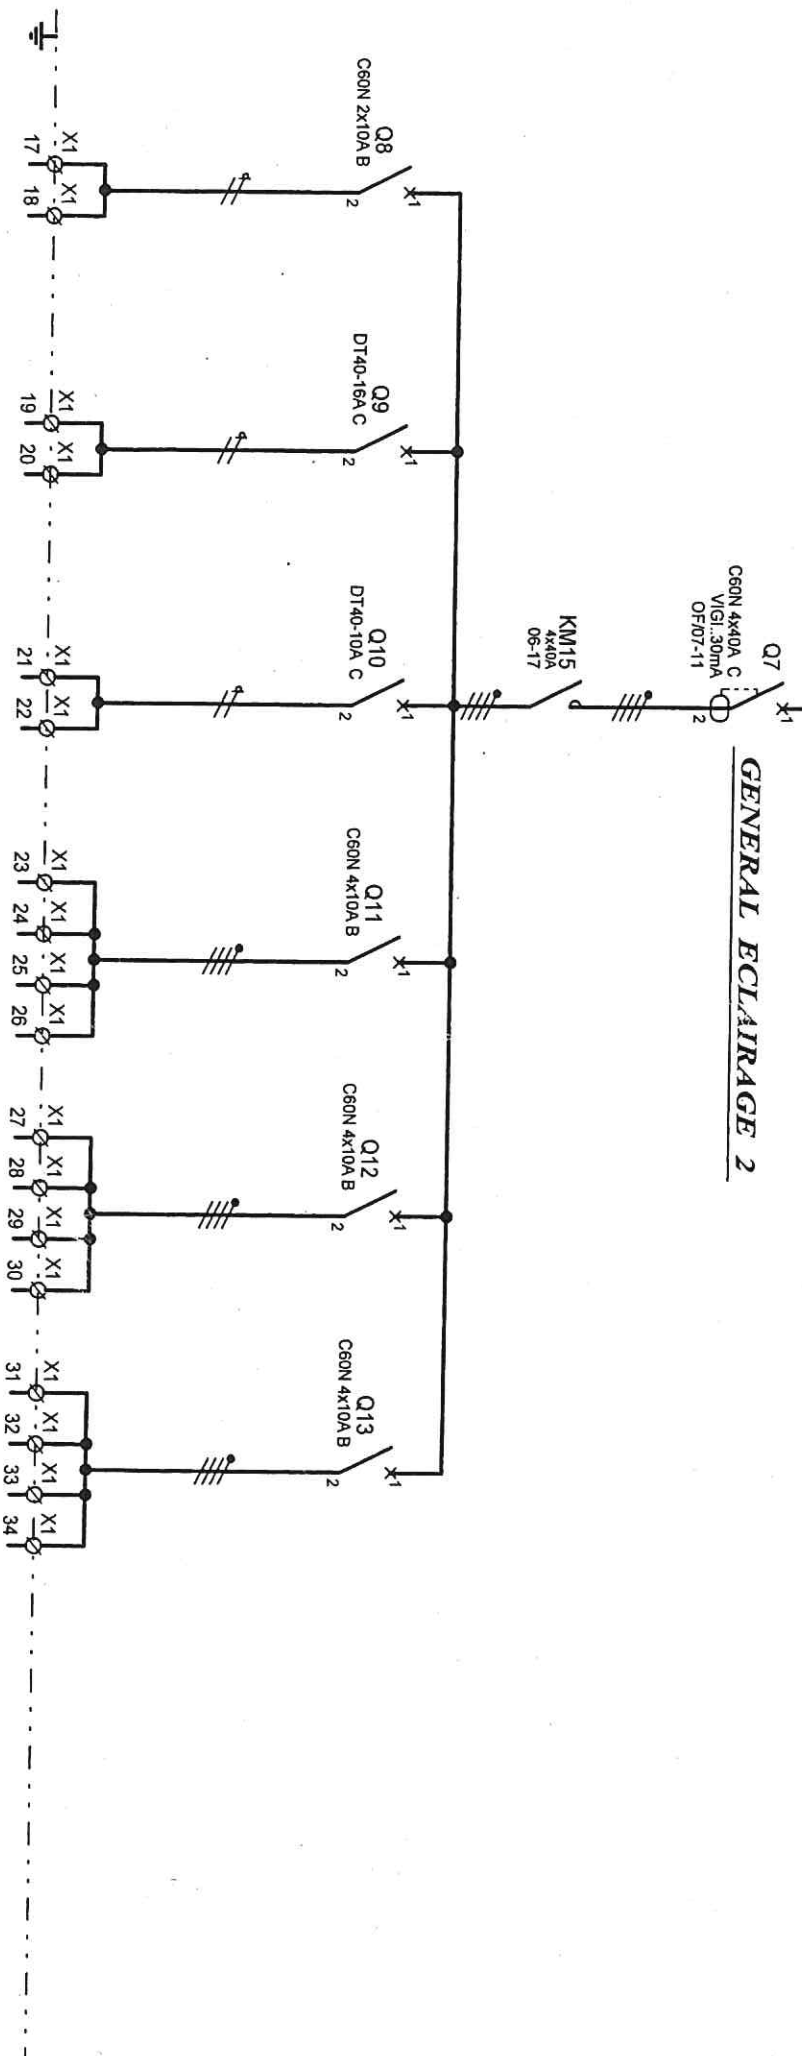 GENERAL ECLAIRAGE 2
Q7
C60N 4x40A C
VIGI..30mA
OF/07-11
1
2
KM15
4x40A
06-17
Q8
C60N 2x10A B
1
2
Q9
DT40-16A C
1
2
Q10
DT40-10A C
1
2
Q11
C60N 4x10A B
1
2
Q12
C60N 4x10A B
1
2
Q13
C60N 4x10A B
1
2
X1 X1
17 18
X1 X1
19 20
X1 X1
21 22
X1 X1 X1 X1
23 24 25 26
X1 X1 X1 X1
27 28 29 30
X1 X1 X1 X1
31 32 33 34